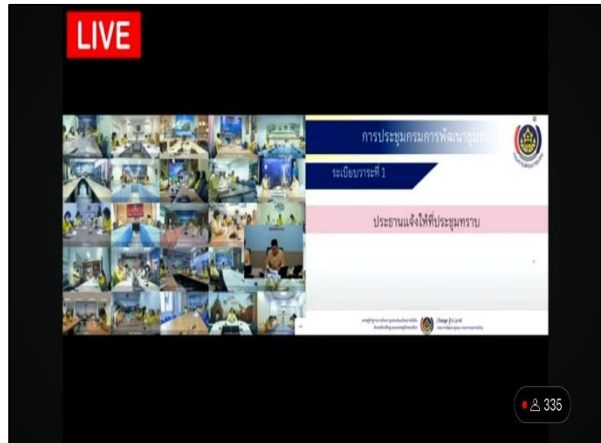 LIVE
การประชุมกรมการพัฒนาชุมชน
ระเบียบวาระที่ 1
ประธานแจ้งให้ที่ประชุมทราบ
Change for Good
335